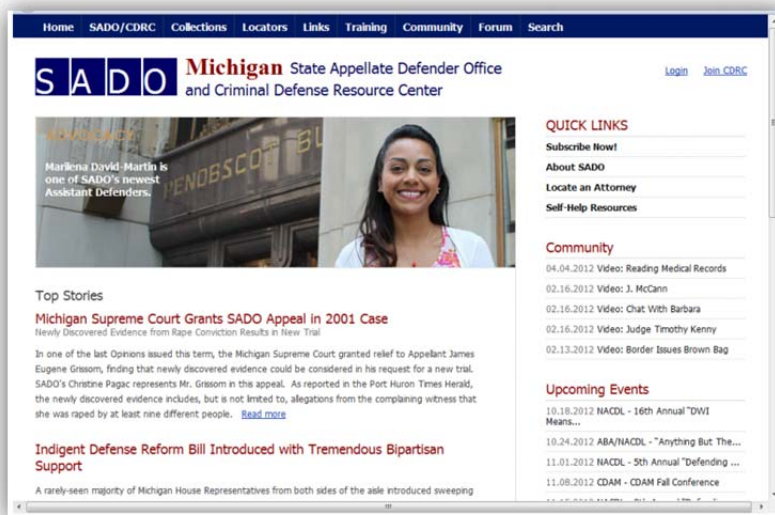 Home SADO/CDRC Collections Locators Links Training Community Forum Search
SADO
Michigan State Appellate Defender Office
and Criminal Defense Resource Center
Login Join CDRC
ADVOCACY
Marilena David-Martin is
one of SADO's newest
Assistant Defenders.
PENOBSCOT BU
Top Stories
Michigan Supreme Court Grants SADO Appeal in 2001 Case
Newly Discovered Evidence from Rape Conviction Results in New Trial
In one of the last Opinions issued this term, the Michigan Supreme Court granted relief to Appellant James
Eugene Grissom, finding that newly discovered evidence could be considered in his request for a new trial.
SADO's Christine Pagac represents Mr. Grissom in this appeal. As reported in the Port Huron Times Herald,
the newly discovered evidence includes, but is not limited to, allegations from the complaining witness that
she was raped by at least nine different people. Read more
Indigent Defense Reform Bill Introduced with Tremendous Bipartisan
Support
A rarely-seen majority of Michigan House Representatives from both sides of the aisle introduced sweeping
QUICK LINKS
Subscribe Now!
About SADO
Locate an Attorney
Self-Help Resources
Community
04.04.2012 Video: Reading Medical Records
02.16.2012 Video: J. McCann
02.16.2012 Video: Chat With Barbara
02.16.2012 Video: Judge Timothy Kenny
02.13.2012 Video: Border Issues Brown Bag
Upcoming Events
10.18.2012 NACDL - 16th Annual "DWI
Means...
10.24.2012 ABA/NACDL - "Anything But The...
11.01.2012 NACDL - 5th Annual "Defending ...
11.08.2012 CDAM - CDAM Fall Conference